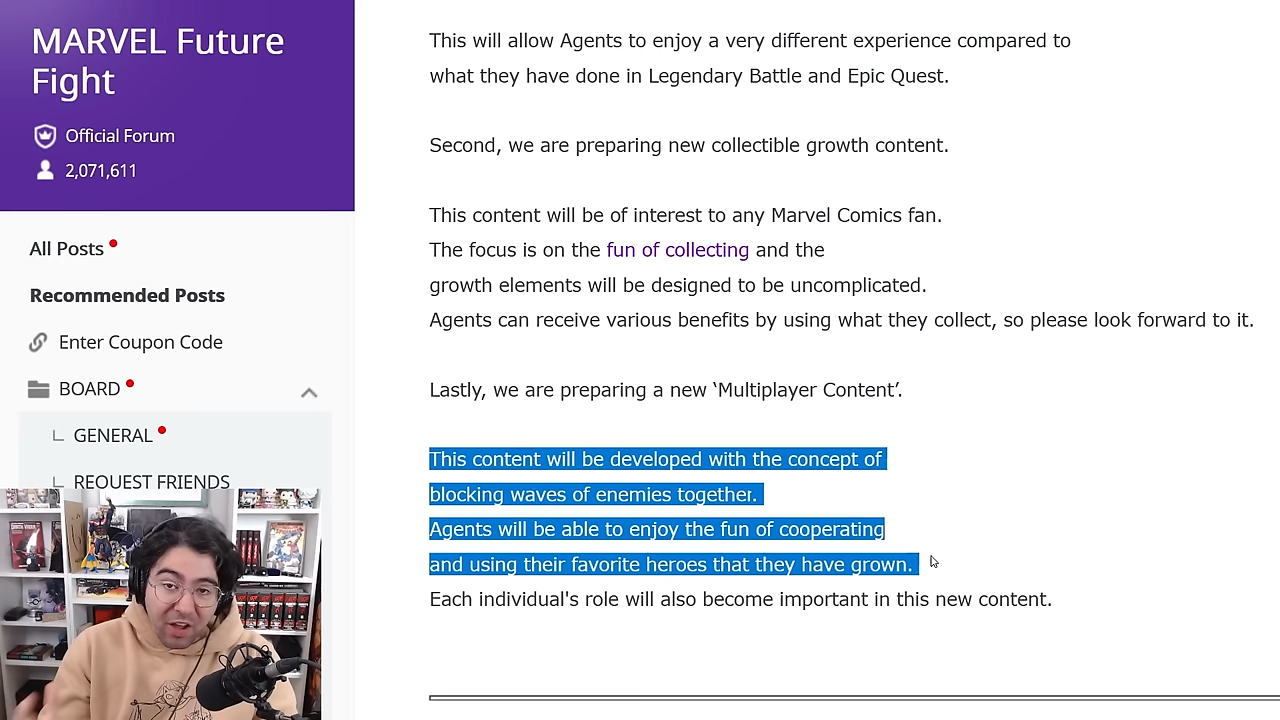 MARVEL Future
Fight
Official Forum
2,071,611
All Posts
Recommended Posts
Enter Coupon Code
BOARD
GENERAL
REQUEST FRIENDS
This will allow Agents to enjoy a very different experience compared to
what they have done in Legendary Battle and Epic Quest.
Second, we are preparing new collectible growth content.
This content will be of interest to any Marvel Comics fan.
The focus is on the fun of collecting and the
growth elements will be designed to be uncomplicated.
Agents can receive various benefits by using what they collect, so please look forward to it.
Lastly, we are preparing a new ‘Multiplayer Content’.
This content will be developed with the concept of
blocking waves of enemies together.
Agents will be able to enjoy the fun of cooperating
and using their favorite heroes that they have grown.
Each individual's role will also become important in this new content.